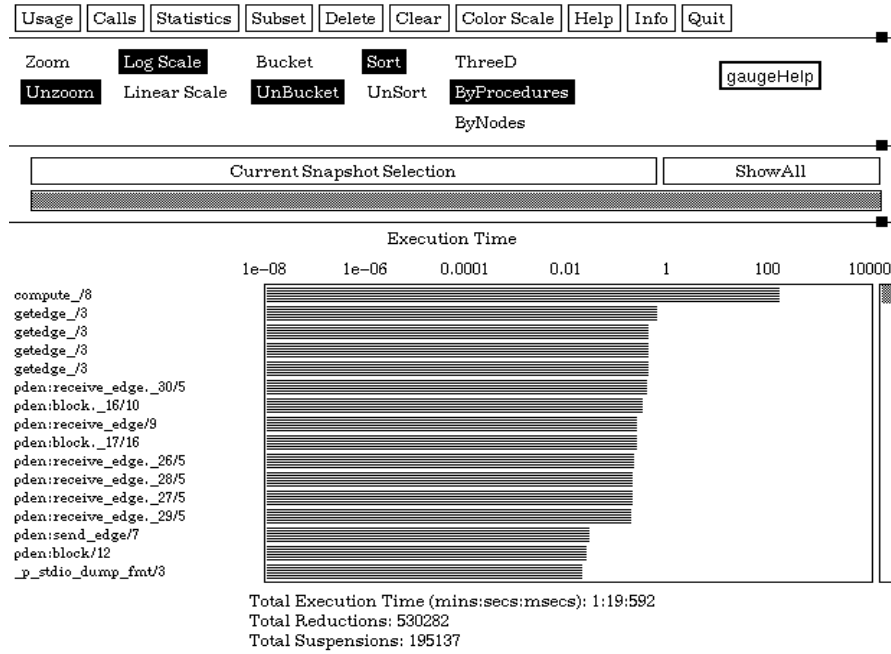 Usage Calls Statistics Subset Delete Clear Color Scale Help Info Quit
Zoom Log Scale Bucket Sort ThreeD
gaugeHelp
Unzoom Linear Scale UnBucket UnSort ByProcedures
ByNodes
Current Snapshot Selection ShowAll
Execution Time
1e-08 1e-06 0.0001 0.01 1 100 10000
compute_/8
getedge_/3
getedge_/3
getedge_/3
getedge_/3
pden:receive_edge._30/5
pden:block._16/10
pden:receive_edge/9
pden:block._17/16
pden:receive_edge._26/5
pden:receive_edge._28/5
pden:receive_edge._27/5
pden:receive_edge._29/5
pden:send_edge/7
pden:block/12
_p_stdio_dump_fmt/3
Total Execution Time (mins:secs:msecs): 1:19:592
Total Reductions: 530282
Total Suspensions: 195137